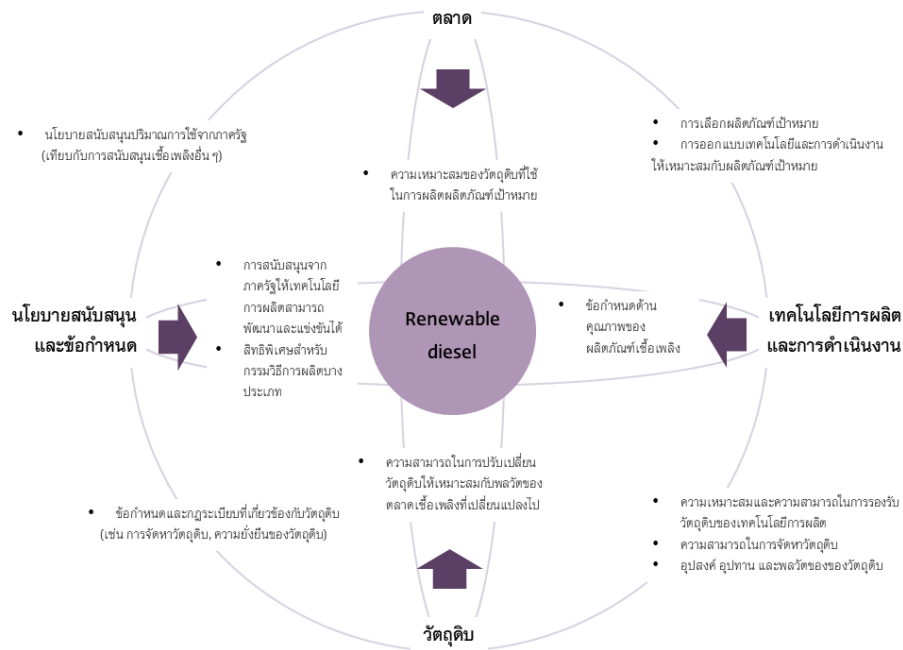 ตลาด
• นโยบายสนับสนุนปริมาณการใช้จากภาครัฐ
(เทียบกับการสนับสนุนเชื้อเพลิงอื่น ๆ)
• การเลือกผลิตภัณฑ์เป้าหมาย
• การออกแบบเทคโนโลยีและการดำเนินงาน
ให้เหมาะสมกับผลิตภัณฑ์เป้าหมาย
• ความเหมาะสมของวัตถุดิบที่ใช้
ในการผลิตผลิตภัณฑ์เป้าหมาย
นโยบายสนับสนุน
และข้อกำหนด
• การสนับสนุนจาก
ภาครัฐให้เทคโนโลยี
การผลิตสามารถ
พัฒนาและแข่งขันได้
• สิทธิพิเศษสำหรับ
กรรมวิธีการผลิตบาง
ประเภท
Renewable
diesel
• ข้อกำหนดด้าน
คุณภาพของ
ผลิตภัณฑ์เชื้อเพลิง
เทคโนโลยีการผลิต
และการดำเนินงาน
• ความสามารถในการปรับเปลี่ยน
วัตถุดิบให้เหมาะสมกับพลวัตของ
ตลาดเชื้อเพลิงที่เปลี่ยนแปลงไป
• ข้อกำหนดและกฎระเบียบที่เกี่ยวข้องกับวัตถุดิบ
(เช่น การจัดหาวัตถุดิบ, ความยั่งยืนของวัตถุดิบ)
• ความเหมาะสมและความสามารถในการรองรับ
วัตถุดิบของเทคโนโลยีการผลิต
• ความสามารถในการจัดหาวัตถุดิบ
• อุปสงค์ อุปทาน และพลวัตของของวัตถุดิบ
วัตถุดิบ